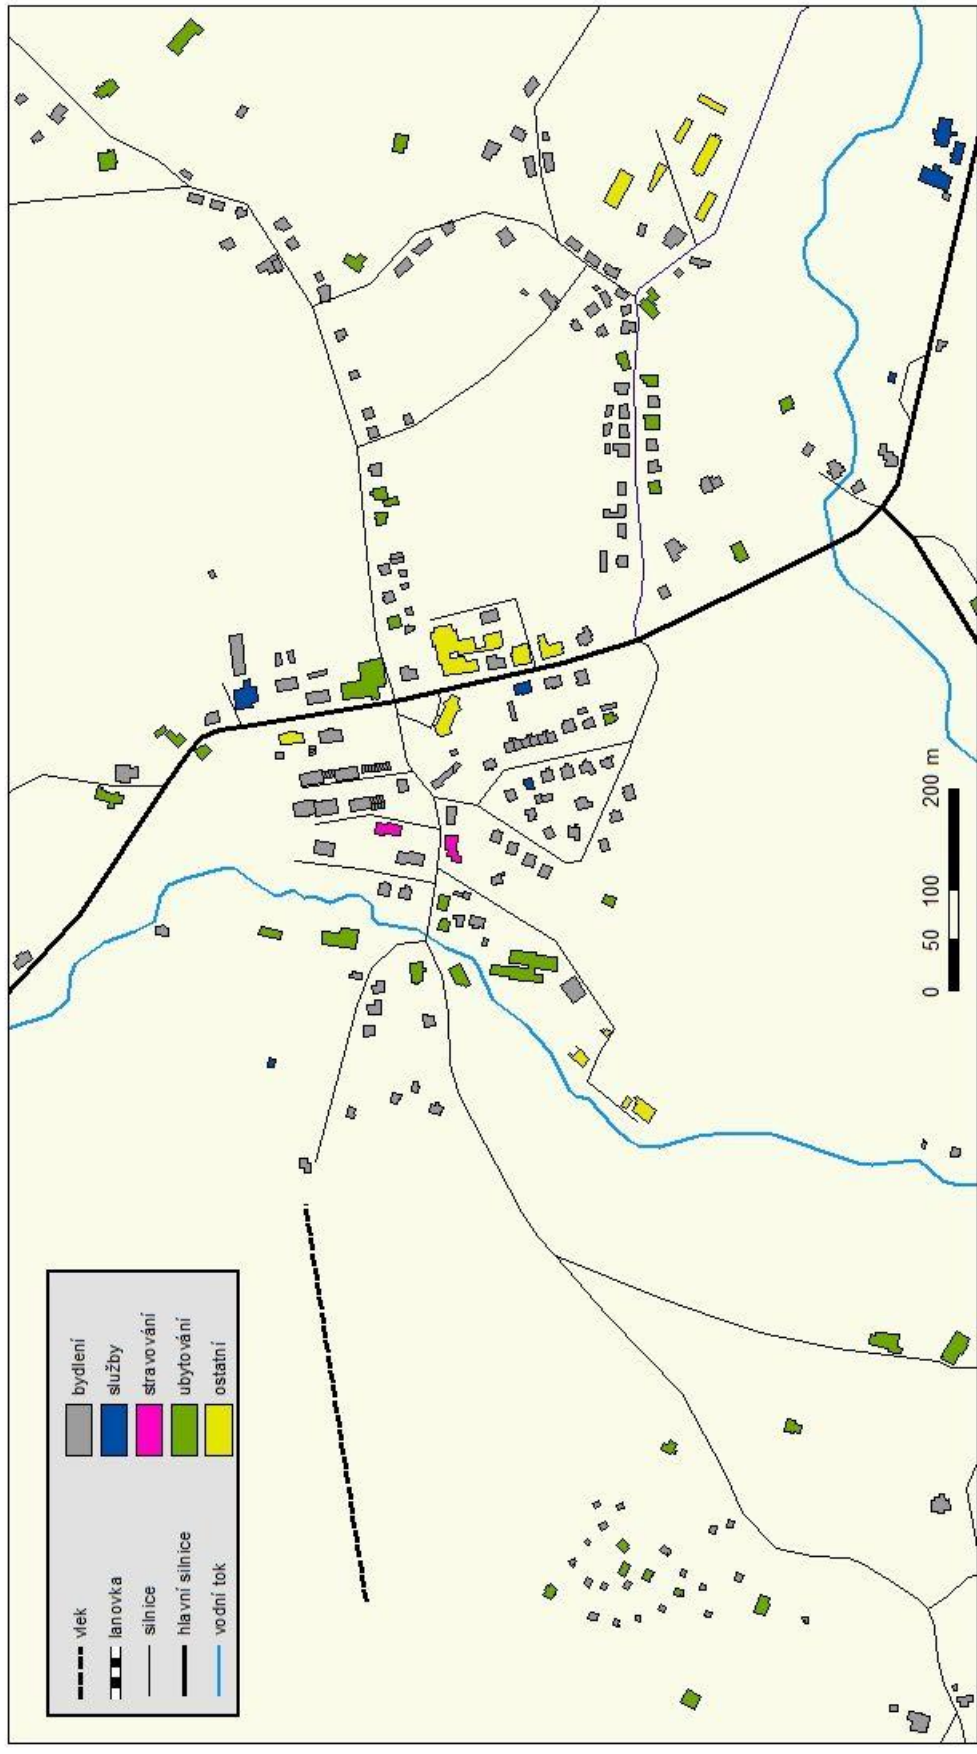 vlek
lanovka
silnice
hlavní silnice
vodní tok
bydlení
služby
stravování
ubytování
ostatní
0 50 100 200 m